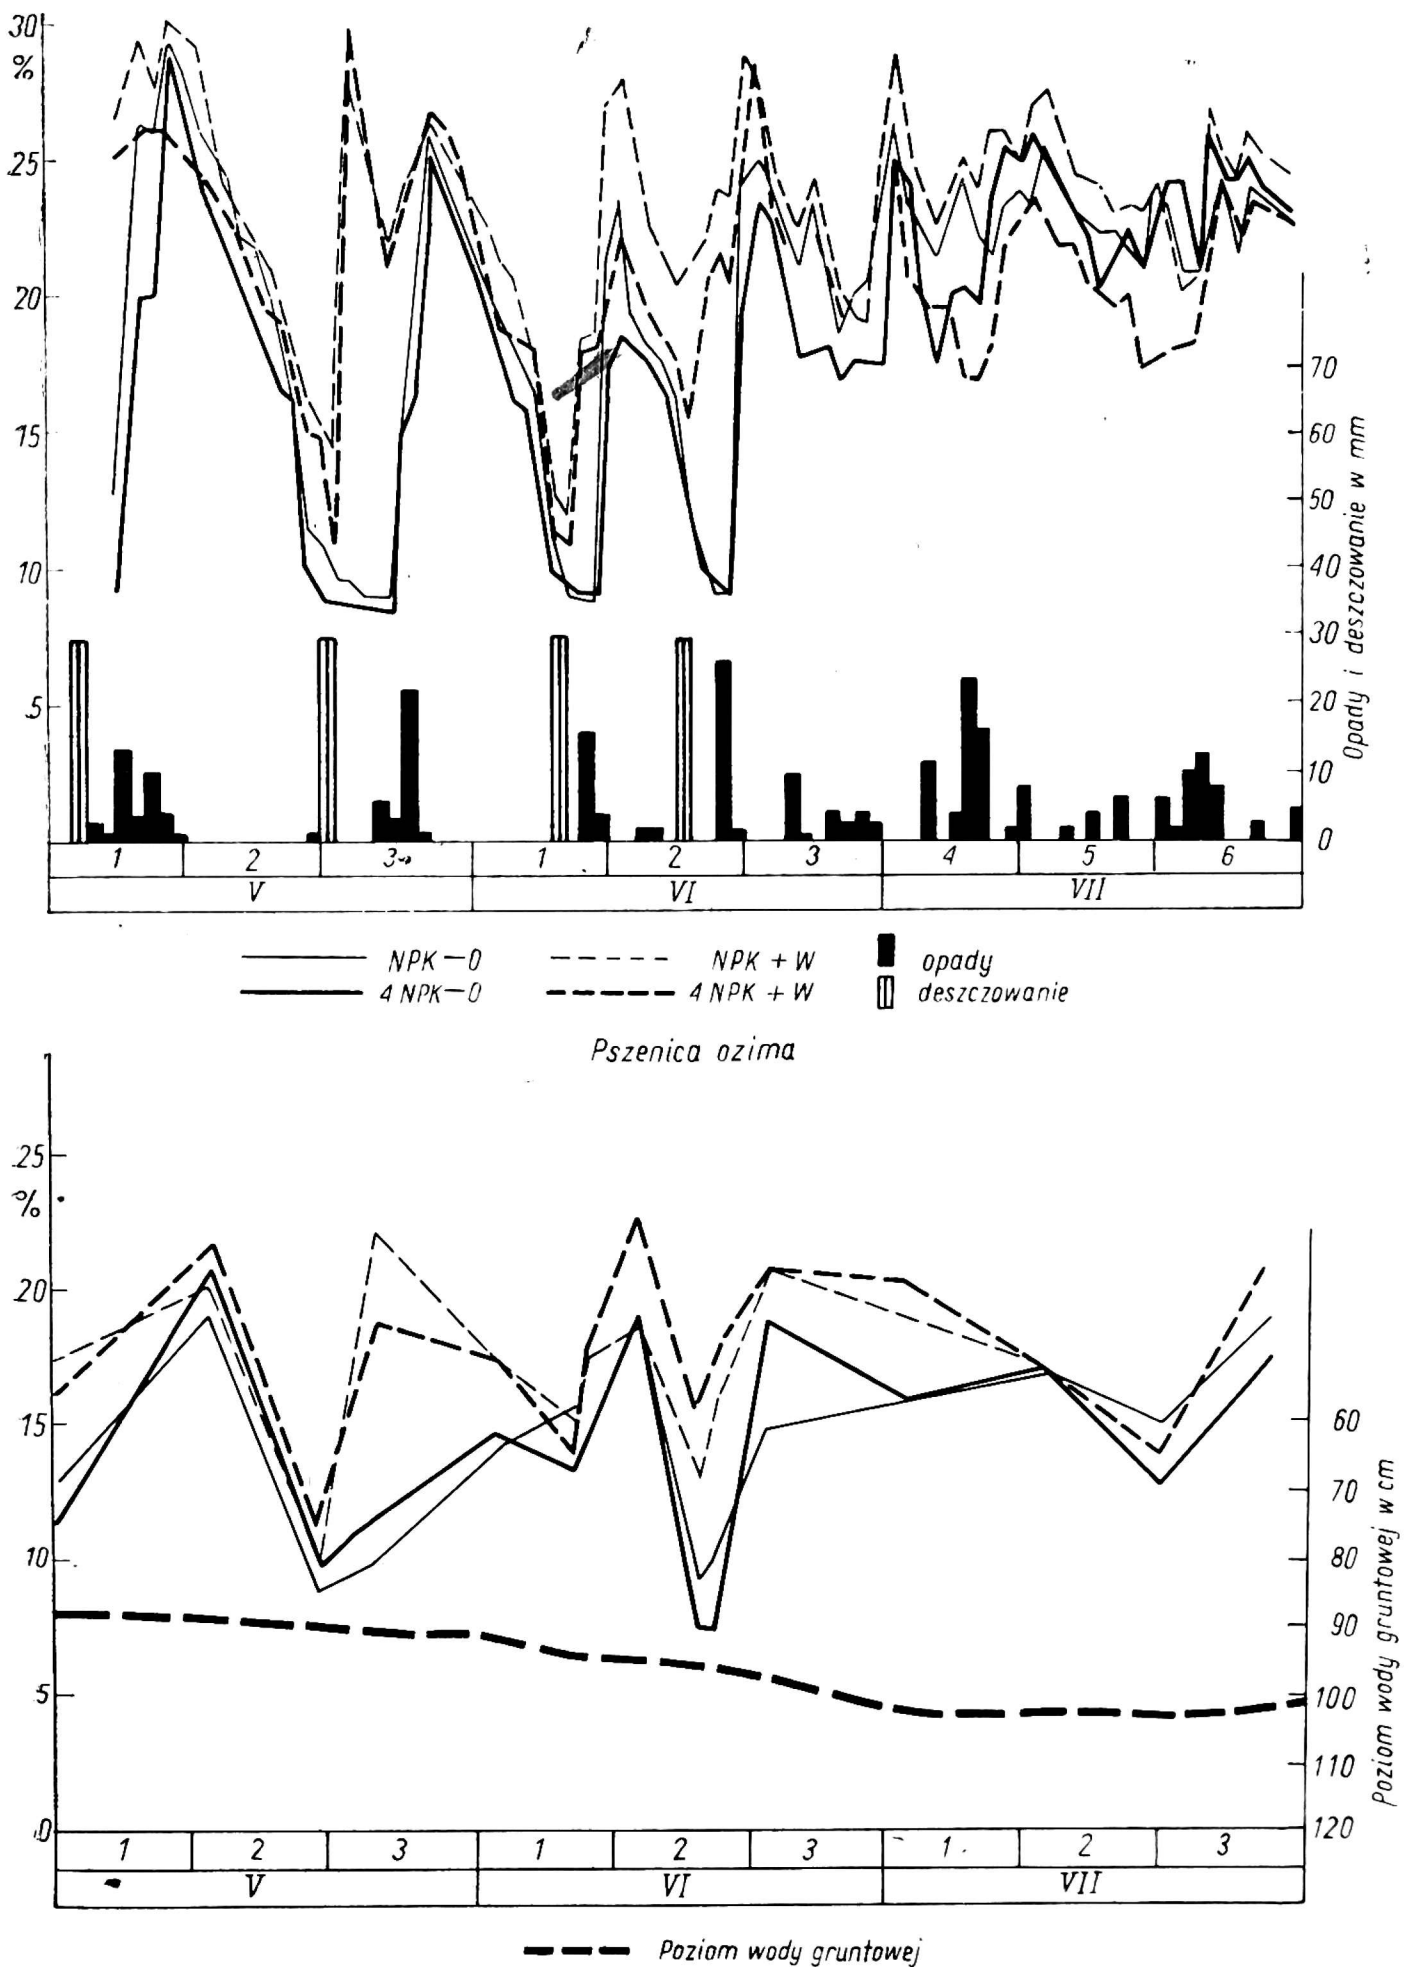 30
%
25
20
15
10
5
70
60
50
40
30
20
10
0
Opady i deszczowanie w mm
1 2 3 1 2 3 4 5 6
V VI VII
NPK–0 NPK + W opady
4 NPK–0 4 NPK + W deszczowanie
Pszenica ozima
25
%
20
15
10
5
0
60
70
80
90
100
110
120
Poziom wody gruntowej w cm
1 2 3 1 2 3 1 2 3
V VI VII
Poziom wody gruntowej